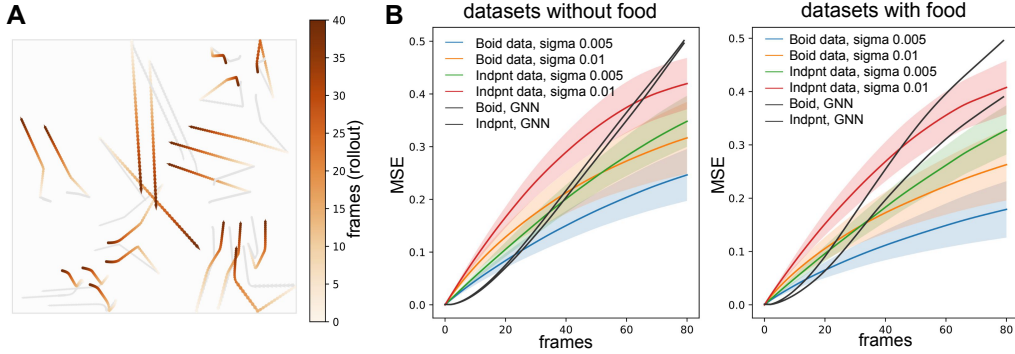 A
40
35
30
25
20
15
10
5
0
frames (rollout)
B
datasets without food
MSE
0.5
0.4
0.3
0.2
0.1
0.0
Boid data, sigma 0.005
Boid data, sigma 0.01
Indpnt data, sigma 0.005
Indpnt data, sigma 0.01
Boid, GNN
Indpnt, GNN
0 20 40 60 80
frames
datasets with food
MSE
0.5
0.4
0.3
0.2
0.1
0.0
Boid data, sigma 0.005
Boid data, sigma 0.01
Indpnt data, sigma 0.005
Indpnt data, sigma 0.01
Boid, GNN
Indpnt, GNN
0 20 40 60 80
frames